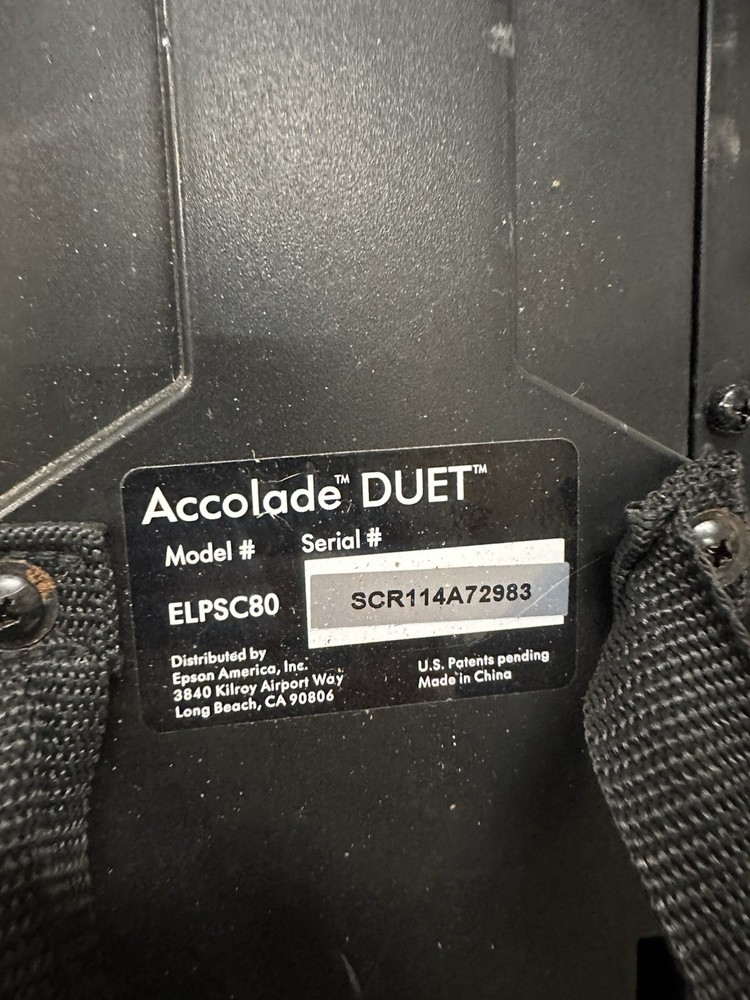 Accolade™ DUET™
Model # Serial #
ELPSC80 SCR114A72983
Distributed by
Epson America, Inc.
3840 Kilroy Airport Way
Long Beach, CA 90806
U.S. Patents pending
Made in China